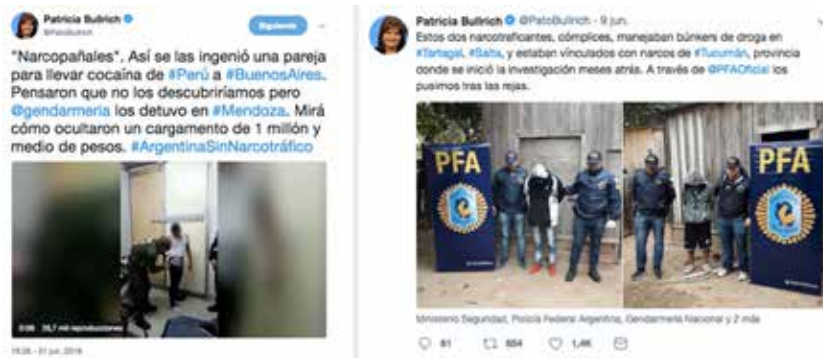 Patricia Bullrich
@PatoBullrich
Siguiendo
"Narcopañales". Así se las ingenió una pareja
para llevar cocaína de #Perú a #BuenosAires.
Pensaron que no los descubriríamos pero
@gendarmeria los detuvo en #Mendoza. Mirá
cómo ocultaron un cargamento de 1 millón y
medio de pesos. #ArgentinaSinNarcotráfico
reproducciones
Patricia Bullrich @PatoBullrich · 9 jun.
Estos dos narcotraficantes, cómplices, manejaban búnkers de droga en
#Tartagal, #Salta, y estaban vinculados con narcos de #Tucumán, provincia
donde se inició la investigación meses atrás. A través de @PFAOficial los
pusimos tras las rejas.
PFA
PFA
Ministerio Seguridad, Policía Federal Argentina, Gendarmería Nacional y 2 más
81 654 1,4K